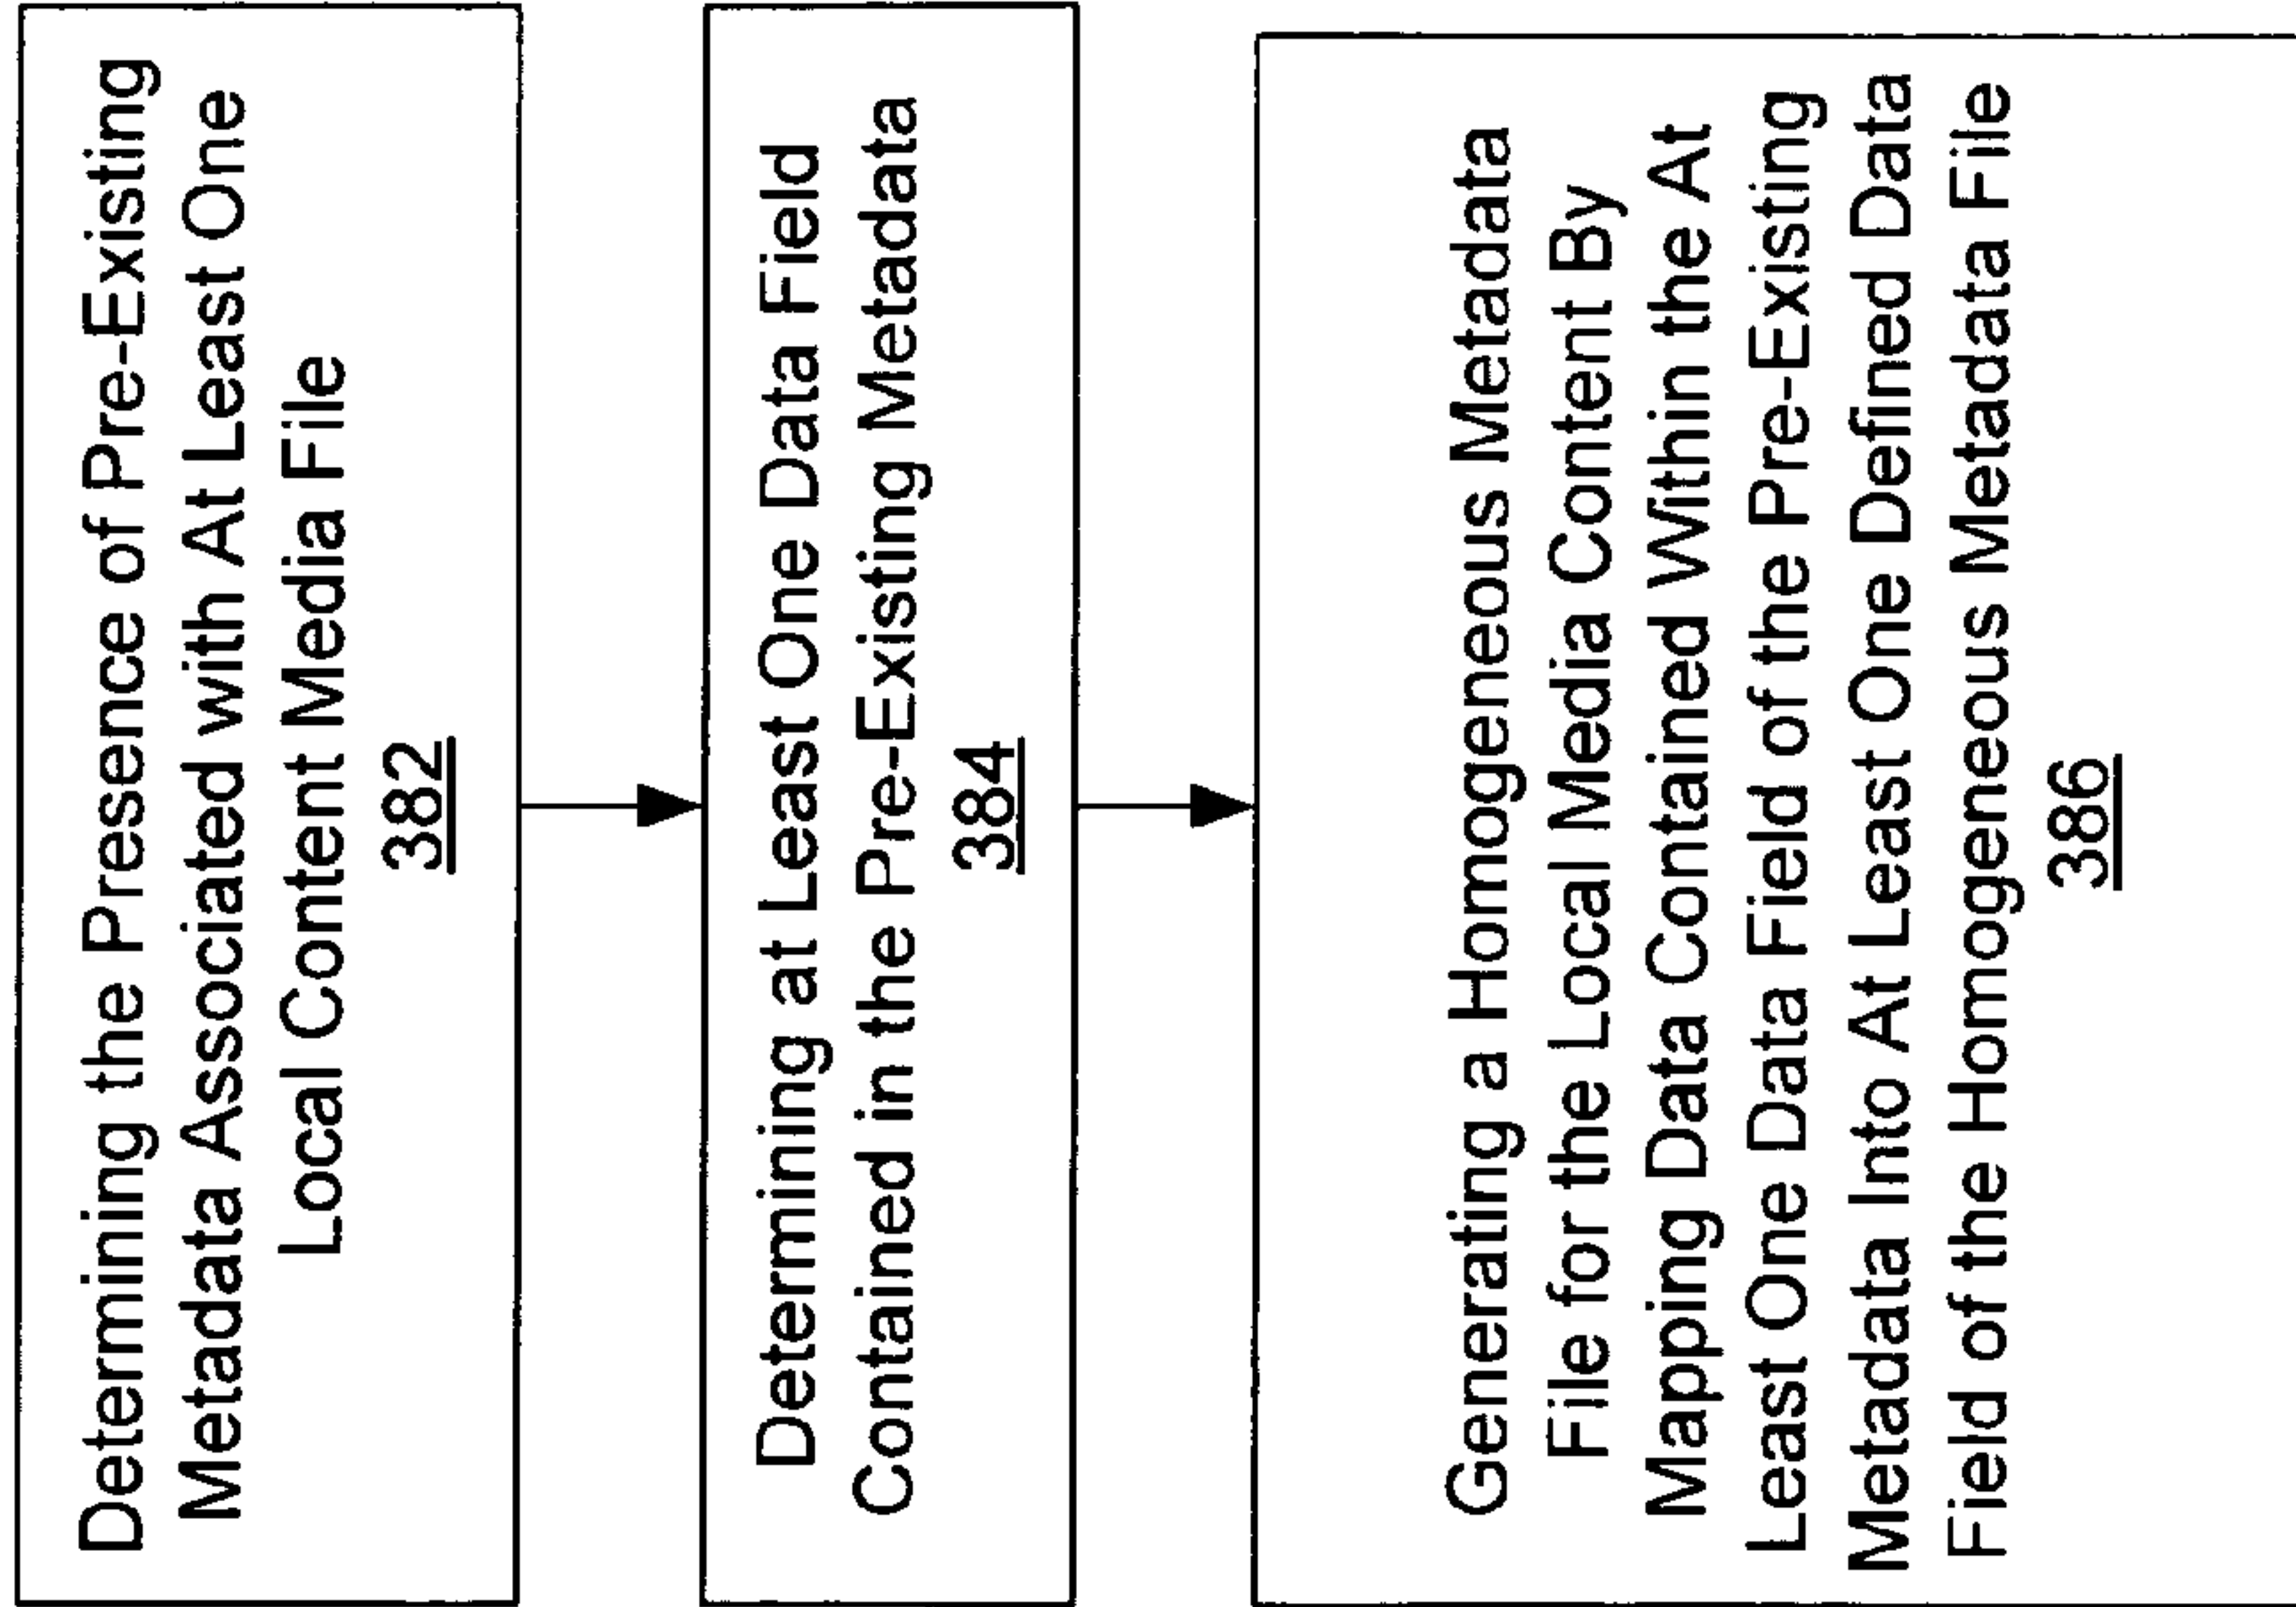 Determining the Presence of Pre-Existing
Metadata Associated with At Least One
Local Content Media File
382
Determining at Least One Data Field
Contained in the Pre-Existing Metadata
384
Generating a Homogeneous Metadata
File for the Local Media Content By
Mapping Data Contained Within the At
Least One Data Field of the Pre-Existing
Metadata Into At Least One Defined Data
Field of the Homogeneous Metadata File
386